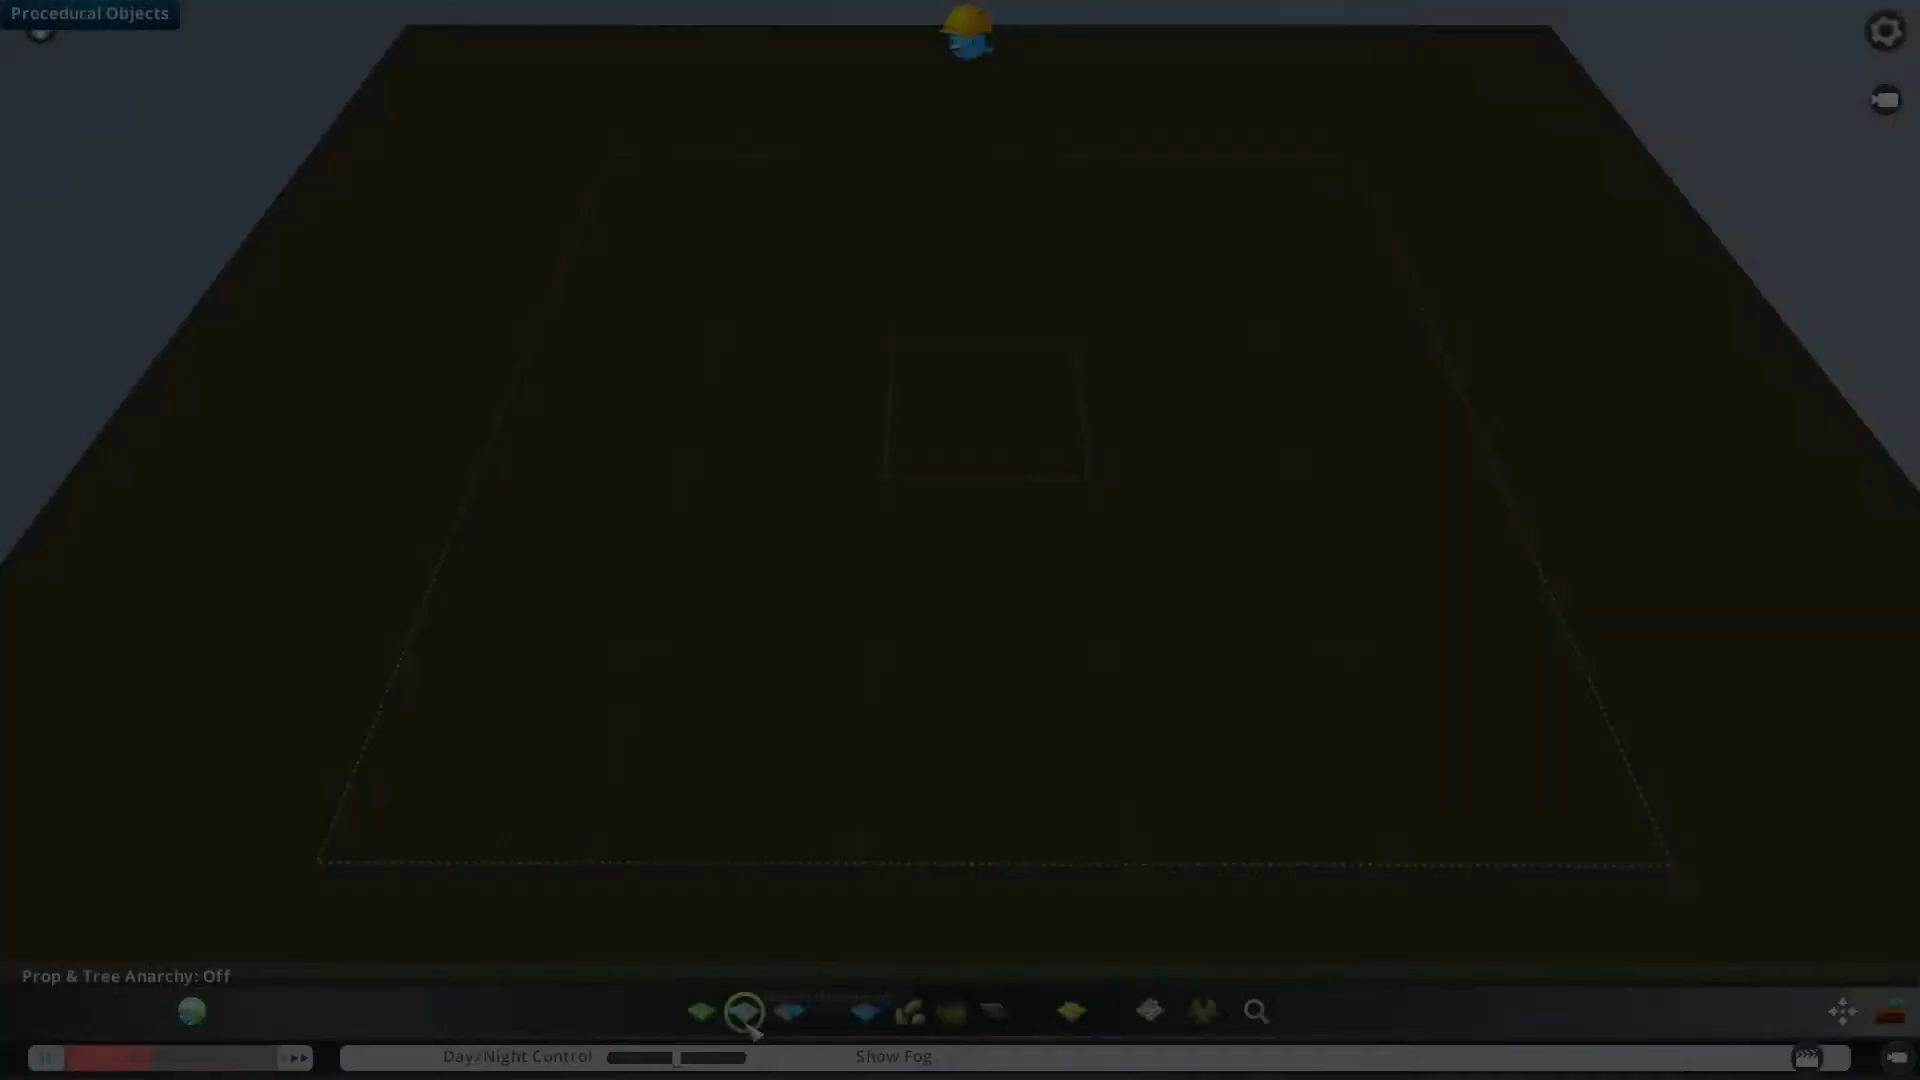 Procedural Objects
Prop & Tree Anarchy: Off
Day/Night Control
Show Fog